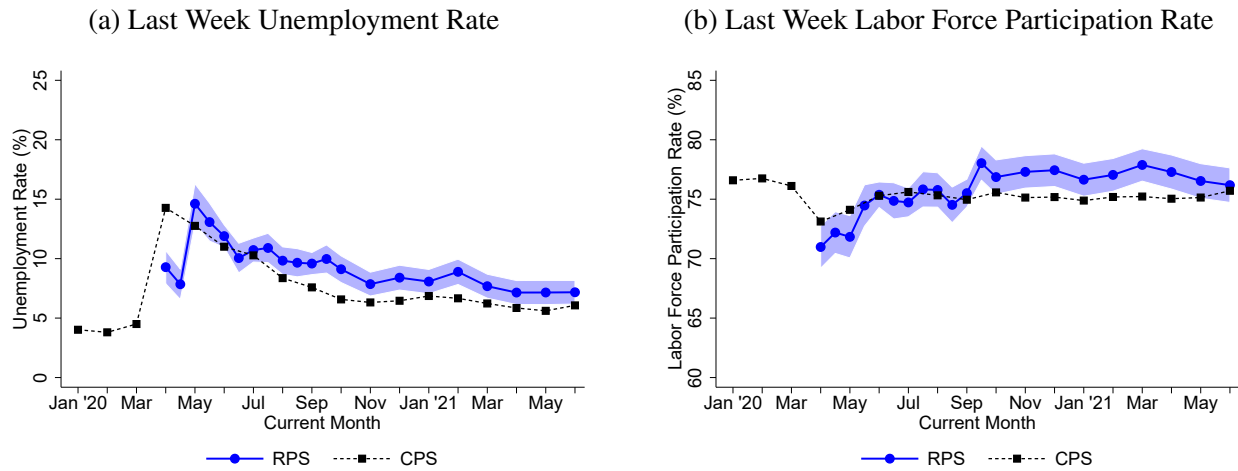 (a) Last Week Unemployment Rate
Unemployment Rate (%)
25
20
15
10
5
0
Jan '20 Mar May Jul Sep Nov Jan '21 Mar May
Current Month
RPS CPS
(b) Last Week Labor Force Participation Rate
Labor Force Participation Rate (%)
85
80
75
70
65
60
Jan '20 Mar May Jul Sep Nov Jan '21 Mar May
Current Month
RPS CPS